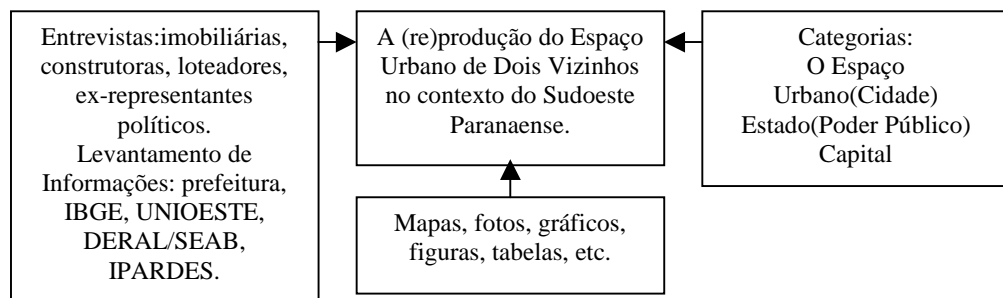 Entrevistas:imobiliárias,
construtoras, loteadores,
ex-representantes
políticos.
Levantamento de
Informações: prefeitura,
IBGE, UNIOESTE,
DERAL/SEAB,
IPARDES.
A (re)produção do Espaço
Urbano de Dois Vizinhos
no contexto do Sudoeste
Paranaense.
Mapas, fotos, gráficos,
figuras, tabelas, etc.
Categorias:
O Espaço
Urbano(Cidade)
Estado(Poder Público)
Capital